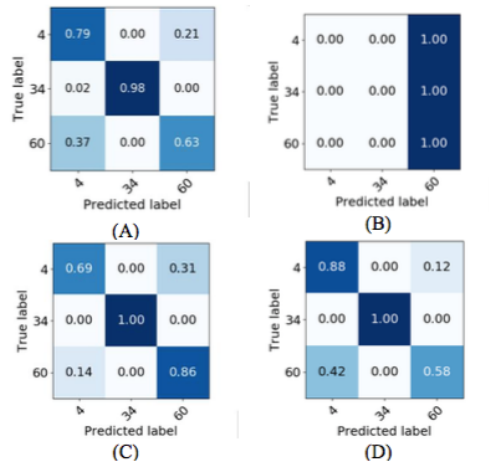 4 0.79 0.00 0.21
34 0.02 0.98 0.00
60 0.37 0.00 0.63
True label
4 34 60
Predicted label
(A)
4 0.00 0.00 1.00
34 0.00 0.00 1.00
60 0.00 0.00 1.00
True label
4 34 60
Predicted label
(B)
4 0.69 0.00 0.31
34 0.00 1.00 0.00
60 0.14 0.00 0.86
True label
4 34 60
Predicted label
(C)
4 0.88 0.00 0.12
34 0.00 1.00 0.00
60 0.42 0.00 0.58
True label
4 34 60
Predicted label
(D)